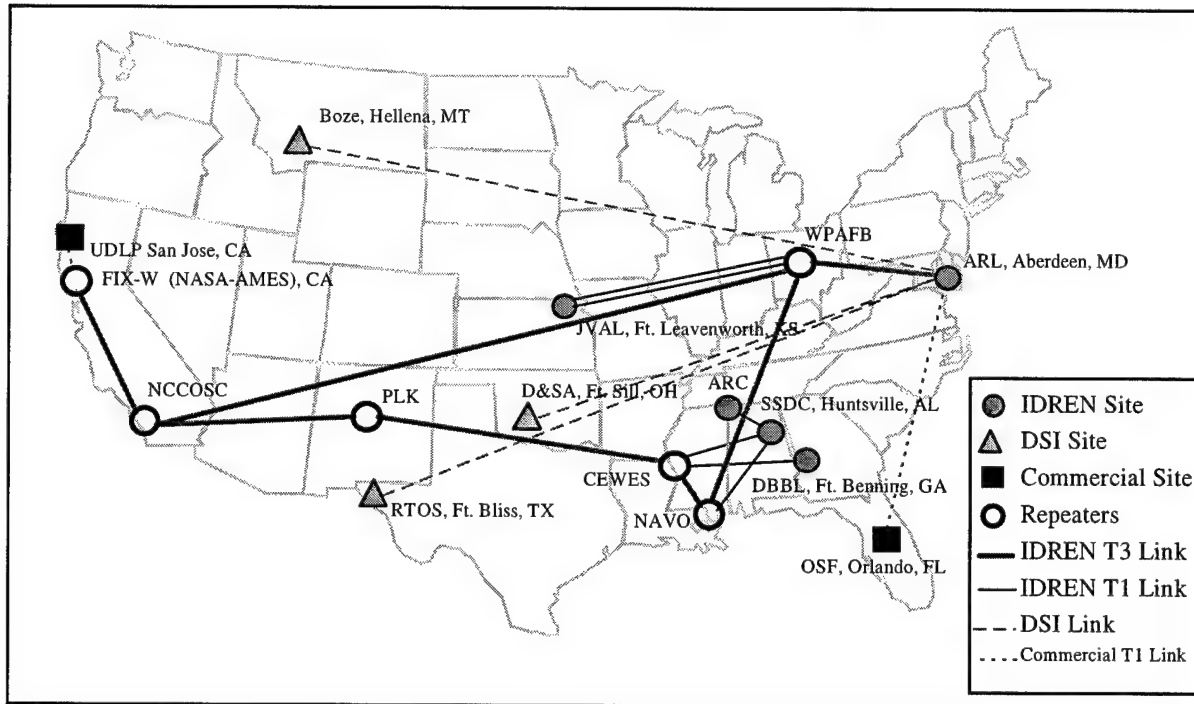 Boze, Hellena, MT
WPAFB
UDLP San Jose, CA
ARL, Aberdeen, MD
FIX-W (NASA-AMES), CA
JVAL, Ft. Leavenworth, KS
NCCOSC
PLK
D&SA, Ft. Sill, OH
ARC
SSDC, Huntsville, AL
CEWES
DBBL, Ft. Benning, GA
RTOS, Ft. Bliss, TX
NAVO
OSF, Orlando, FL
IDREN Site
DSI Site
Commercial Site
Repeaters
IDREN T3 Link
IDREN T1 Link
DSI Link
Commercial T1 Link